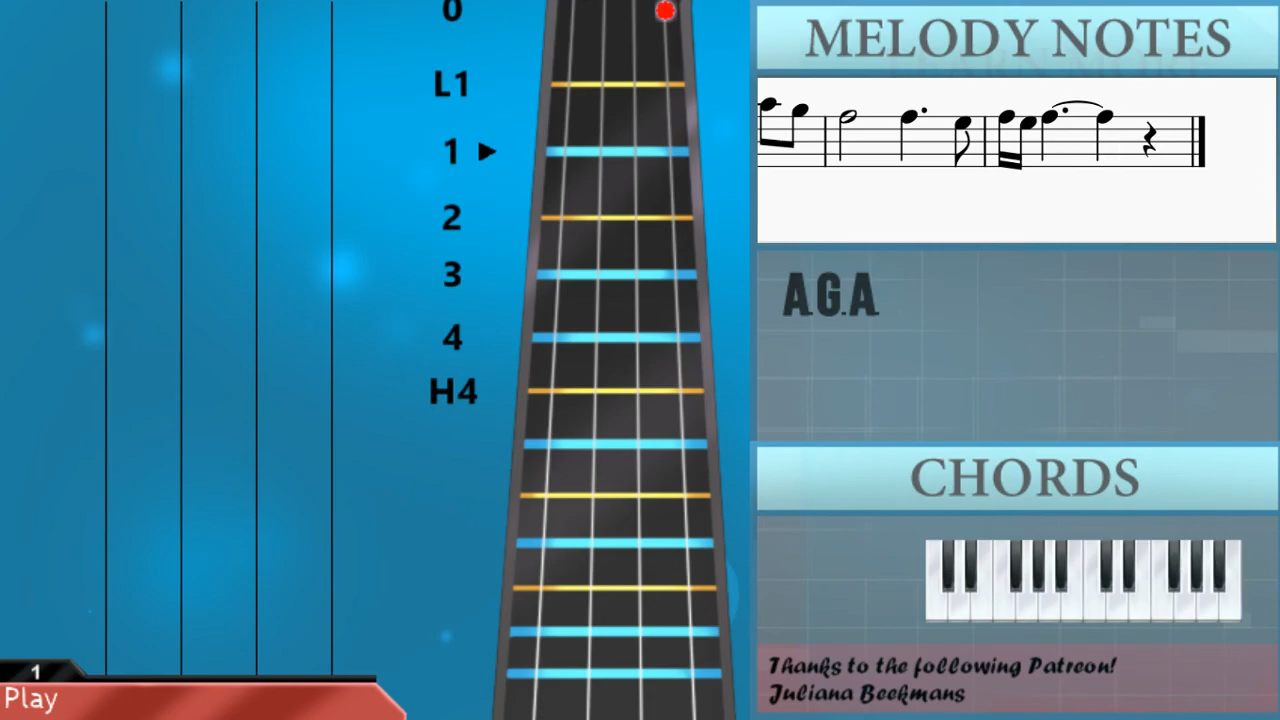 0
L1
1
2
3
4
H4
1
Play
MELODY NOTES
A.G.A.
CHORDS
Thanks to the following Patreon!
Juliana Beekmans